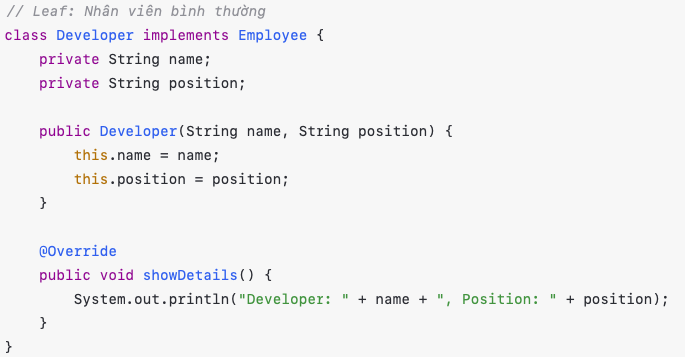 // Leaf: Nhân viên bình thường
class Developer implements Employee {
    private String name;
    private String position;

    public Developer(String name, String position) {
        this.name = name;
        this.position = position;
    }

    @Override
    public void showDetails() {
        System.out.println("Developer: " + name + ", Position: " + position);
    }
}